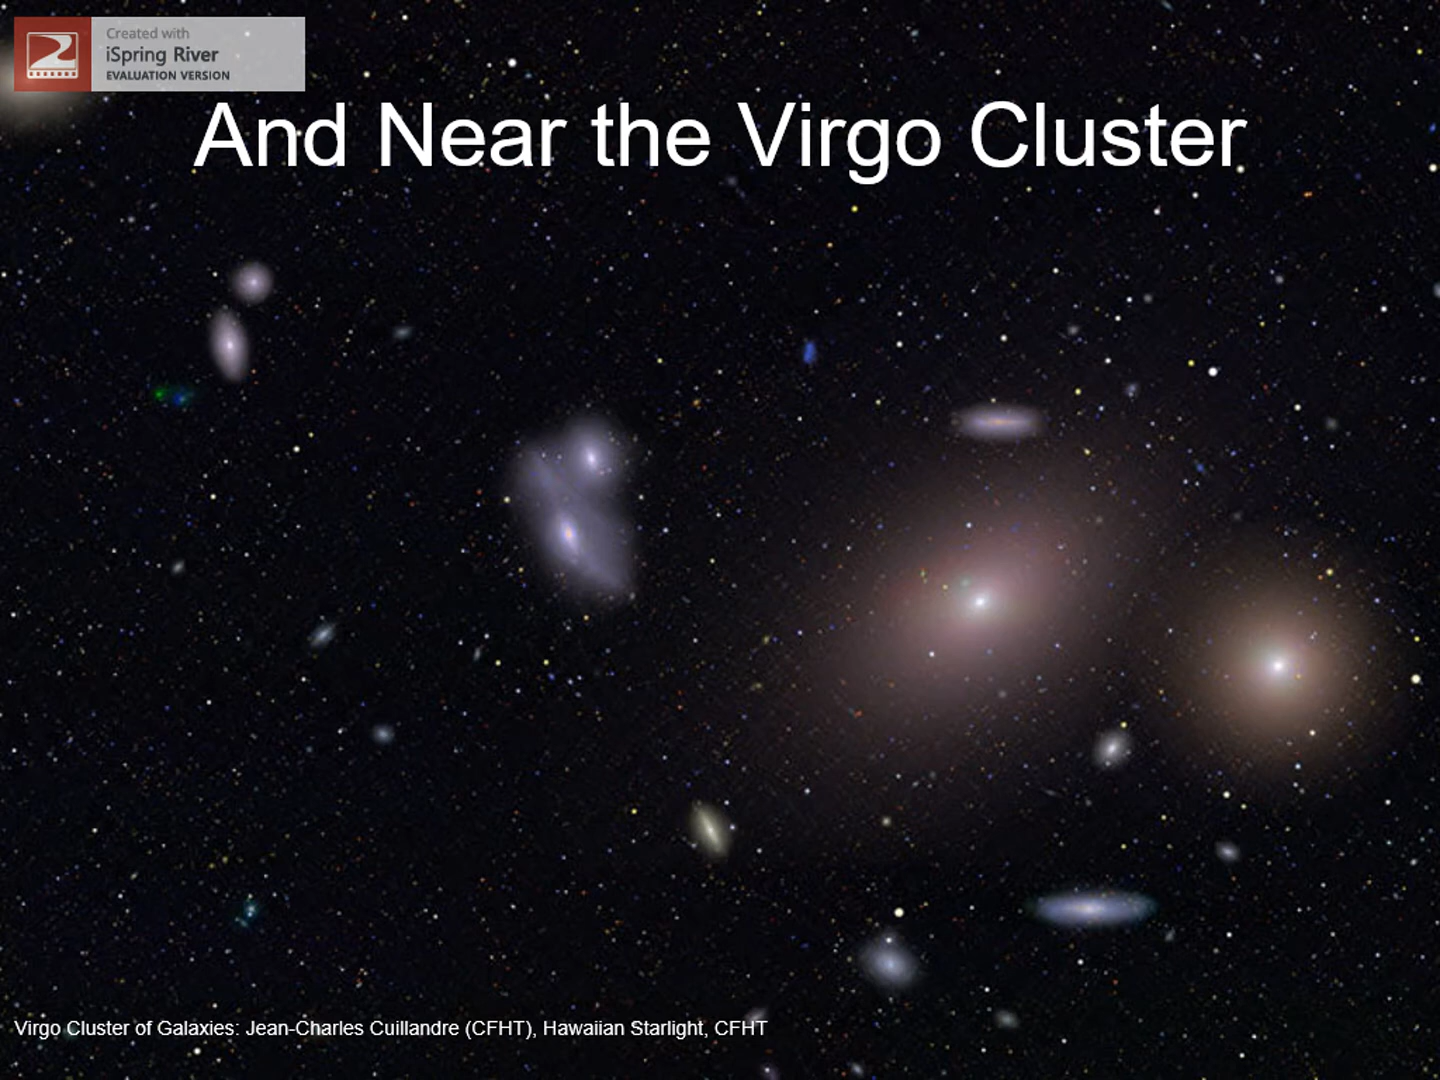 Created with
iSpring River
EVALUATION VERSION
And Near the Virgo Cluster
Virgo Cluster of Galaxies: Jean-Charles Cuillandre (CFHT), Hawaiian Starlight, CFHT